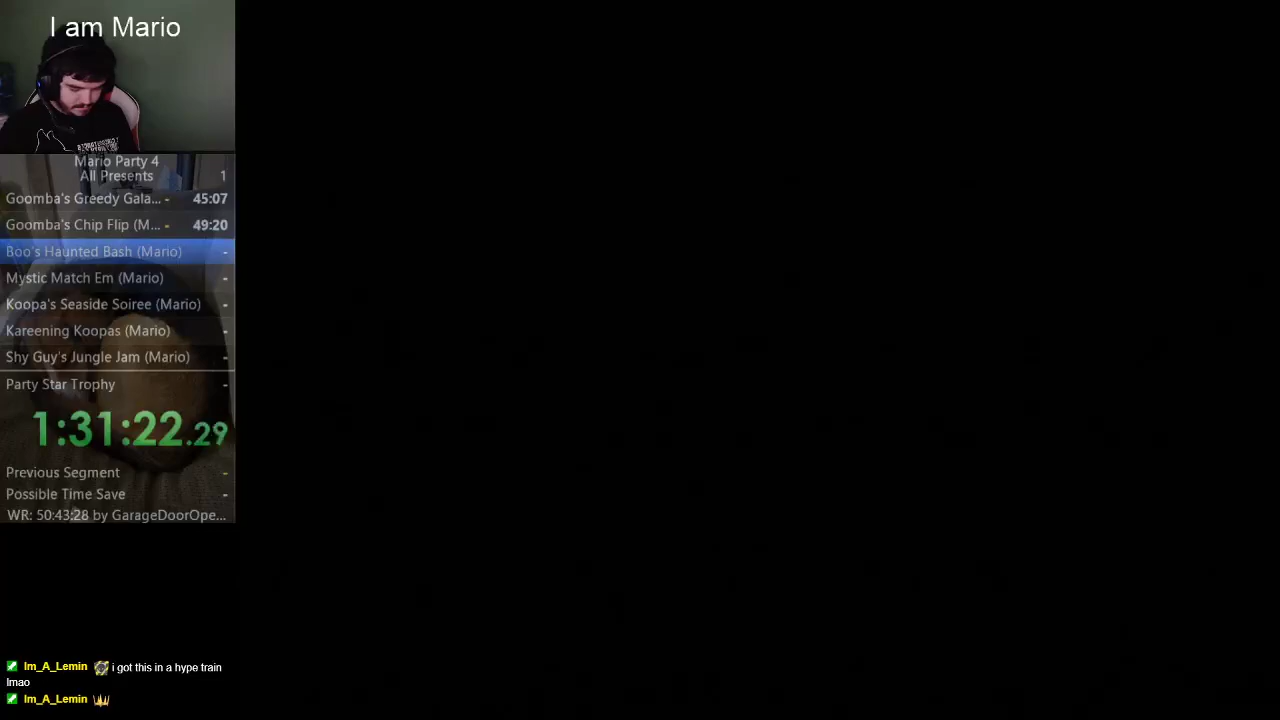 I am Mario
Mario Party 4
All Presents 1
Goomba's Greedy Gala... - 45:07
Goomba's Chip Flip (M... - 49:20
Boo's Haunted Bash (Mario) -
Mystic Match Em (Mario) -
Koopa's Seaside Soiree (Mario) -
Kareening Koopas (Mario) -
Shy Guy's Jungle Jam (Mario) -
Party Star Trophy -
1:31:22.29
Previous Segment -
Possible Time Save -
WR: 50:43:28 by GarageDoorOpe...
Im_A_Lemin i got this in a hype train
lmao
Im_A_Lemin